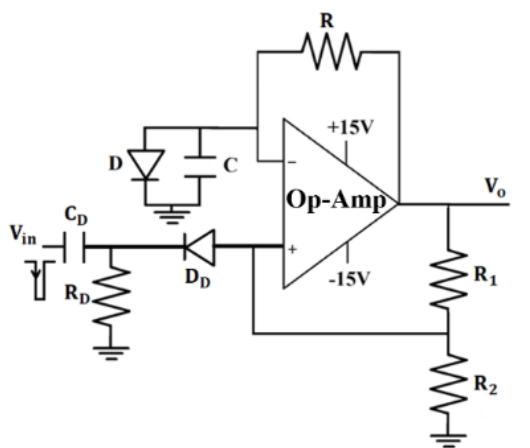 R
+15V
D
C
−
Op-Amp
Vo
Vin
CD
+
R1
DD
-15V
RD
R2